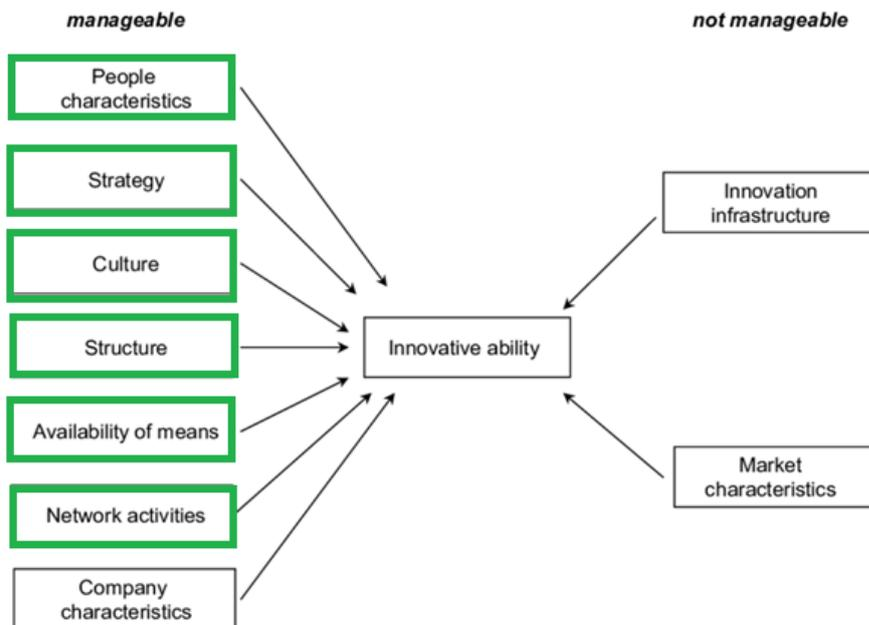 manageable
not manageable
People
characteristics
Strategy
Culture
Structure
Availability of means
Network activities
Company
characteristics
Innovative ability
Innovation
infrastructure
Market
characteristics